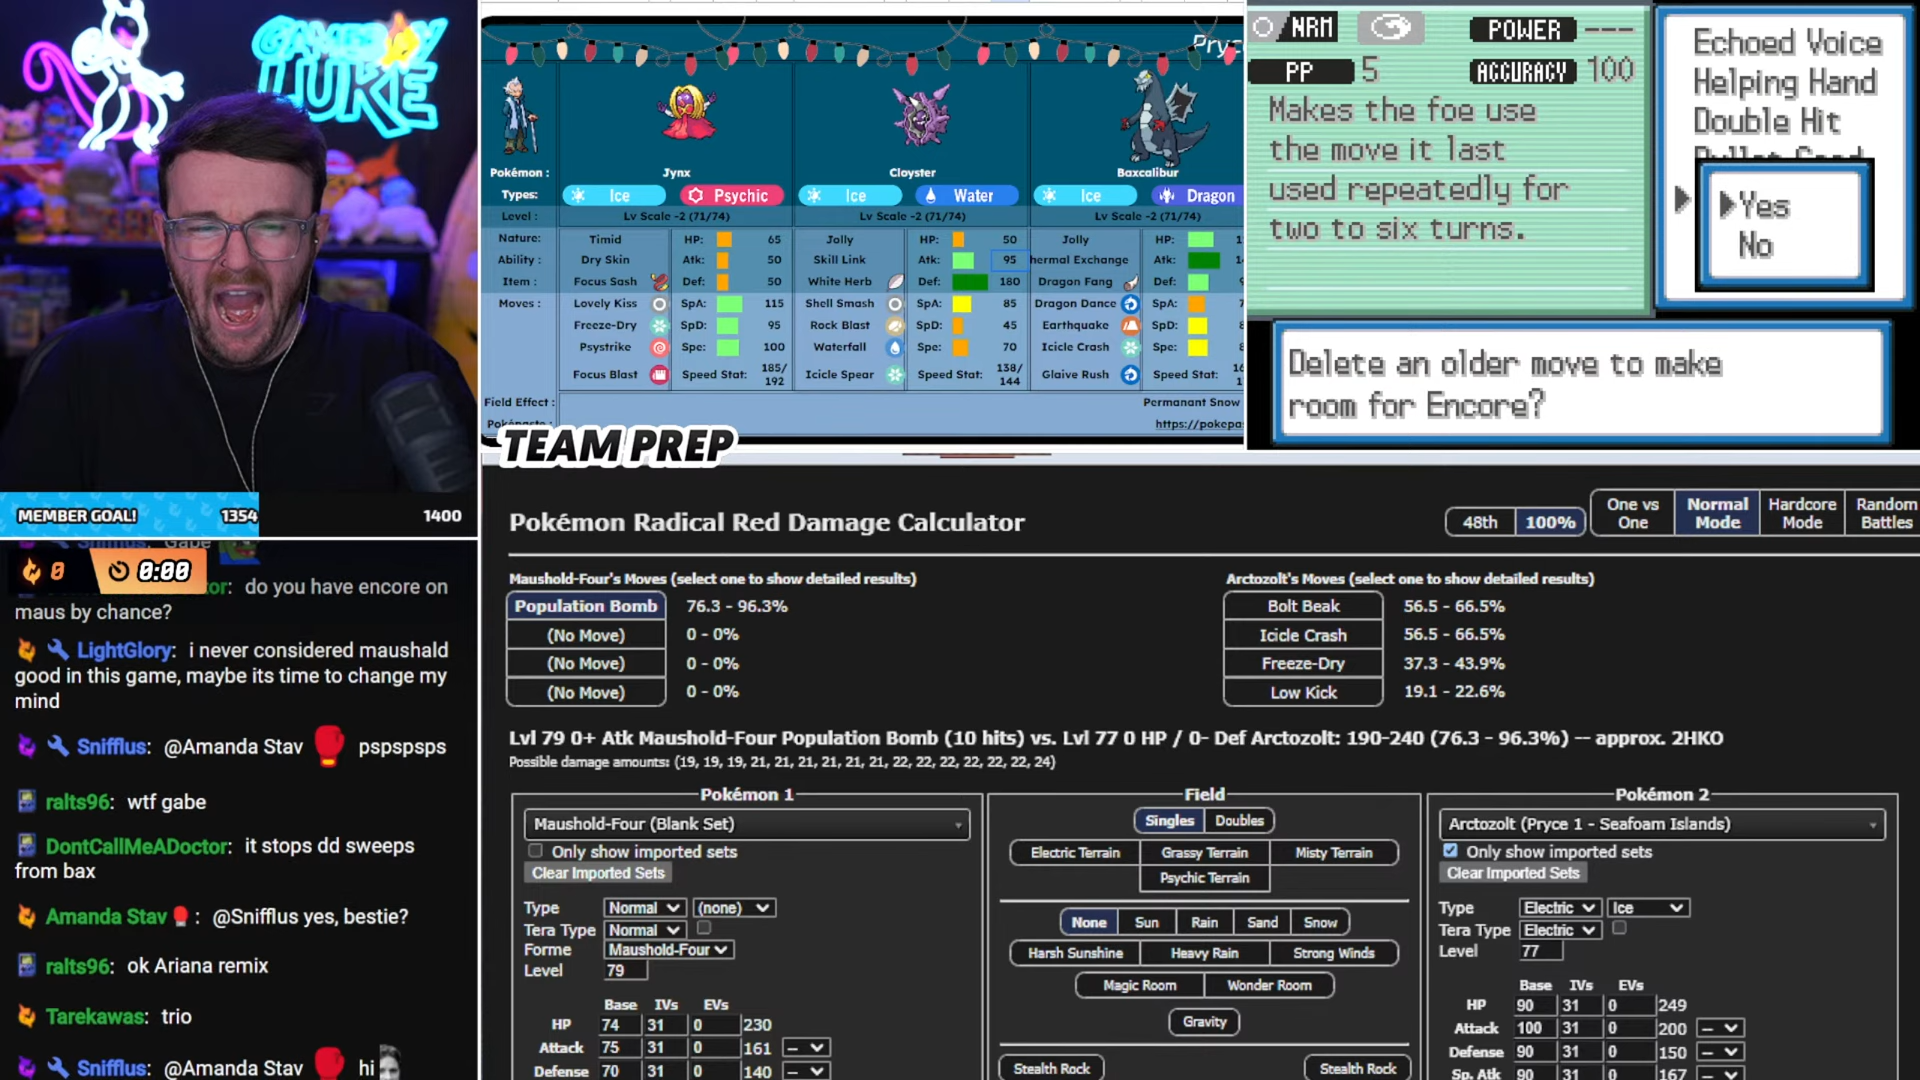 GAMEBOY
LUKE
MEMBER GOAL! 1354 1400
0 0:00
do you have encore on
maus by chance?
LightGlory: i never considered maushald
good in this game, maybe its time to change my
mind
Snifflus: @Amanda Stav pspspsps
ralts96: wtf gabe
DontCallMeADoctor: it stops dd sweeps
from bax
Amanda Stav: @Snifflus yes, bestie?
ralts96: ok Ariana remix
Tarekawas: trio
Snifflus: @Amanda Stav hi
Pokémon : Jynx Cloyster Baxcalibur
Types: Ice Psychic Ice Water Ice Dragon
Level : Lv Scale -2 (71/74) Lv Scale -2 (71/74) Lv Scale -2 (71/74)
Nature: Timid HP: 65 Jolly HP: 50 Jolly HP:
Ability : Dry Skin Atk: 50 Skill Link Atk: 95 hermal Exchange Atk:
Item : Focus Sash Def: 50 White Herb Def: 180 Dragon Fang Def:
Moves : Lovely Kiss SpA: 115 Shell Smash SpA: 85 Dragon Dance SpA:
Freeze-Dry SpD: 95 Rock Blast SpD: 45 Earthquake SpD:
Psystrike Spe: 100 Waterfall Spe: 70 Icicle Crash Spe:
Focus Blast Speed Stat: 185/192 Icicle Spear Speed Stat: 138/144 Glaive Rush Speed Stat:
Field Effect : Permanant Snow
https://pokepa
TEAM PREP
NRM POWER ---
PP 5 ACCURACY 100
Makes the foe use
the move it last
used repeatedly for
two to six turns.
Echoed Voice
Helping Hand
Double Hit
Yes
No
Delete an older move to make
room for Encore?
Pokémon Radical Red Damage Calculator
48th 100% One vs One Normal Mode Hardcore Mode Random Battles
Maushold-Four's Moves (select one to show detailed results)
Population Bomb 76.3 - 96.3%
(No Move) 0 - 0%
(No Move) 0 - 0%
(No Move) 0 - 0%
Arctozolt's Moves (select one to show detailed results)
Bolt Beak 56.5 - 66.5%
Icicle Crash 56.5 - 66.5%
Freeze-Dry 37.3 - 43.9%
Low Kick 19.1 - 22.6%
Lvl 79 0+ Atk Maushold-Four Population Bomb (10 hits) vs. Lvl 77 0 HP / 0- Def Arctozolt: 190-240 (76.3 - 96.3%) -- approx. 2HKO
Possible damage amounts: (19, 19, 19, 21, 21, 21, 21, 21, 21, 22, 22, 22, 22, 22, 22, 24)
Pokémon 1
Maushold-Four (Blank Set)
Only show imported sets
Clear Imported Sets
Type Normal (none)
Tera Type Normal
Forme Maushold-Four
Level 79
Base IVs EVs
HP 74 31 0 230
Attack 75 31 0 161 --
Defense 70 31 0 140 --
Field
Singles Doubles
Electric Terrain Grassy Terrain Misty Terrain
Psychic Terrain
None Sun Rain Sand Snow
Harsh Sunshine Heavy Rain Strong Winds
Magic Room Wonder Room
Gravity
Stealth Rock Stealth Rock
Pokémon 2
Arctozolt (Pryce 1 - Seafoam Islands)
Only show imported sets
Clear Imported Sets
Type Electric Ice
Tera Type Electric
Level 77
Base IVs EVs
HP 90 31 0 249
Attack 100 31 0 200 --
Defense 90 31 0 150 --
Sp. Atk 90 31 0 167 --